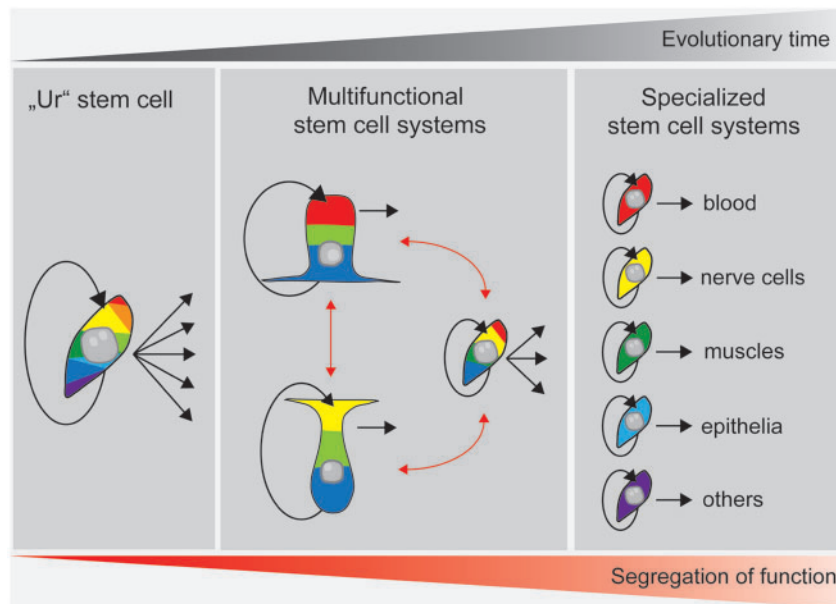 Evolutionary time
„Ur“ stem cell
Multifunctional
stem cell systems
Specialized
stem cell systems
blood
nerve cells
muscles
epithelia
others
Segregation of function